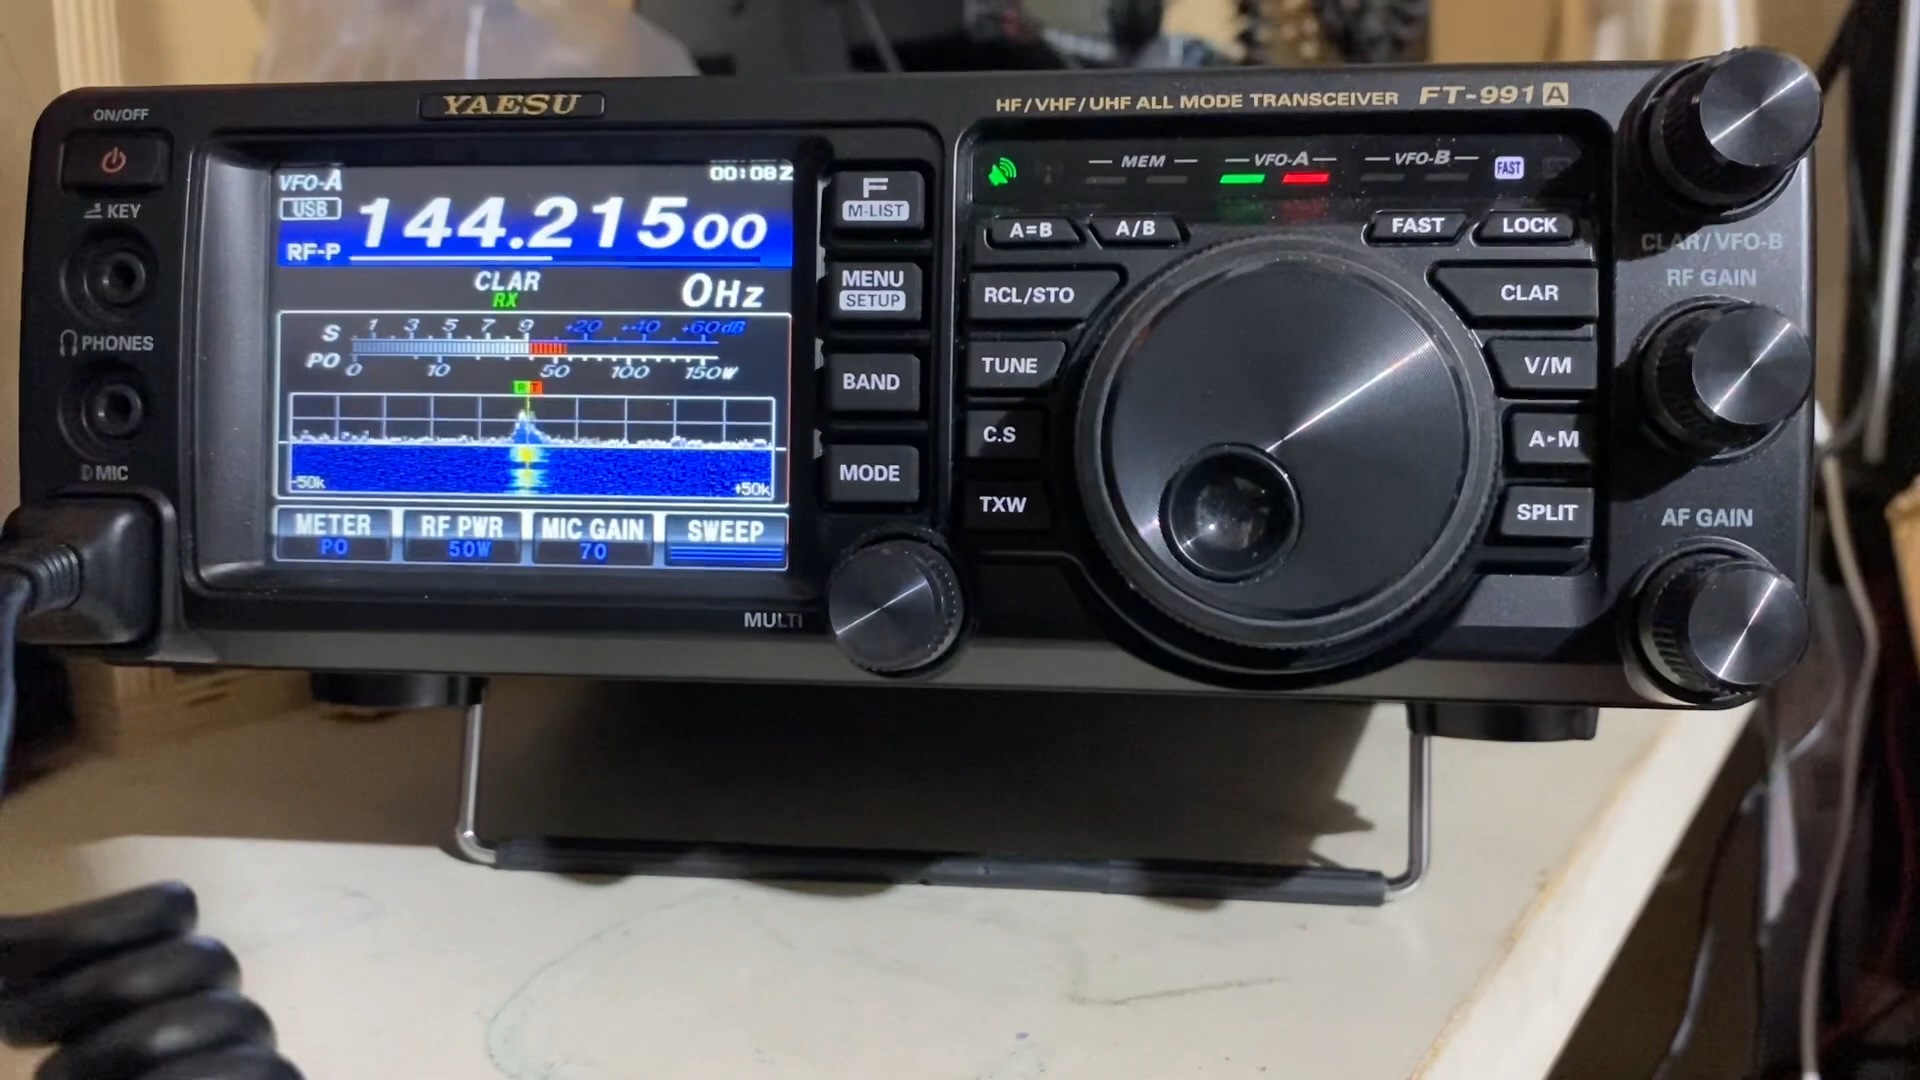 ON/OFF
YAESU
HF/VHF/UHF ALL MODE TRANSCEIVER FT-991A
KEY
PHONES
MIC
VFO-A
00:08Z
USB
144.21500
RF-P
CLAR
RX
0Hz
S 1 3 5 7 9 +20 +40 +60dB
PO 0 10 50 100 150W
R T
-50k
+50k
METER
PO
RF PWR
50W
MIC GAIN
70
SWEEP
F
M-LIST
MENU
SETUP
BAND
MODE
MULTI
MEM
VFO-A
VFO-B
FAST
A=B
A/B
FAST
LOCK
RCL/STO
CLAR
TUNE
V/M
C.S
A▸M
TXW
SPLIT
CLAR/VFO-B
RF GAIN
AF GAIN